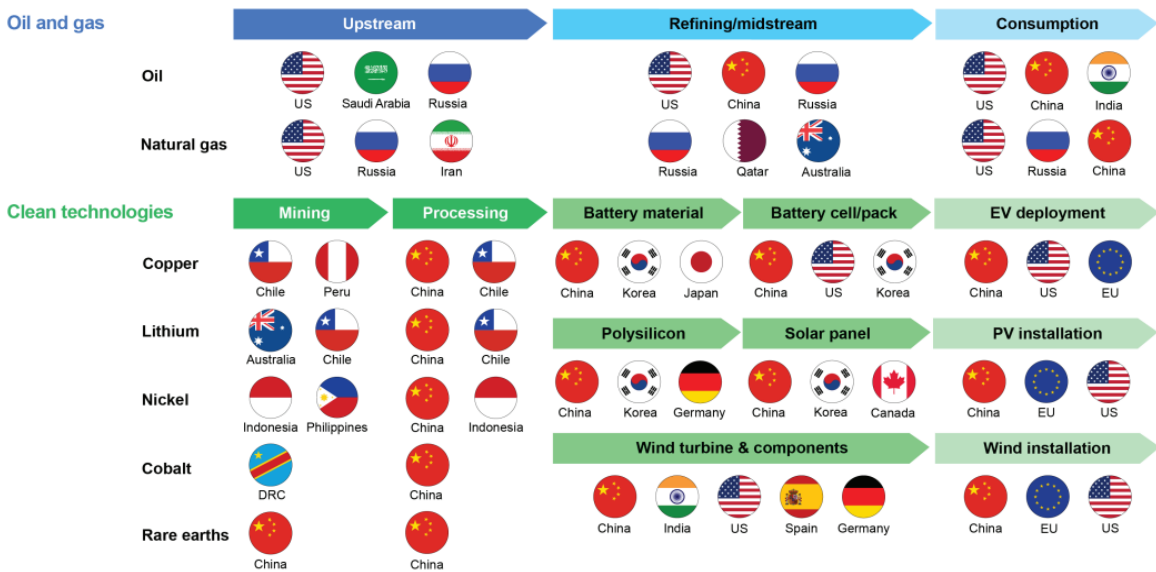 Oil and gas
Upstream
Refining/midstream
Consumption
Oil
US Saudi Arabia Russia
US China Russia
US China India
Natural gas
US Russia Iran
Russia Qatar Australia
US Russia China
Clean technologies
Mining
Processing
Battery material
Battery cell/pack
EV deployment
Copper
Chile Peru
China Chile
China Korea Japan
China US Korea
China US EU
Lithium
Australia Chile
China Chile
Polysilicon
Solar panel
PV installation
Nickel
Indonesia Philippines
China Indonesia
China Korea Germany
China Korea Canada
China EU US
Cobalt
DRC
China
Wind turbine & components
Wind installation
China India US Spain Germany
China EU US
Rare earths
China
China